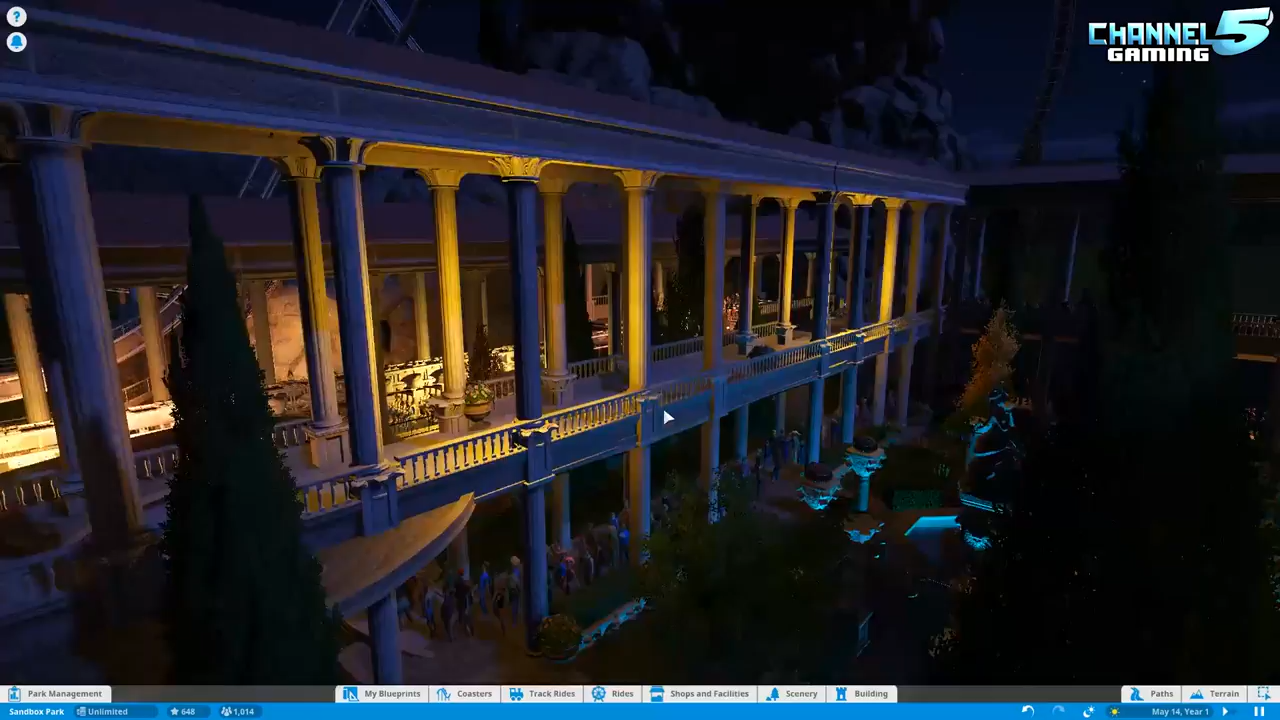 ?
CHANNEL 5
GAMING
Park Management
My Blueprints
Coasters
Track Rides
Rides
Shops and Facilities
Scenery
Building
Paths
Terrain
Sandbox Park
Unlimited
648
1,014
May 14, Year 1